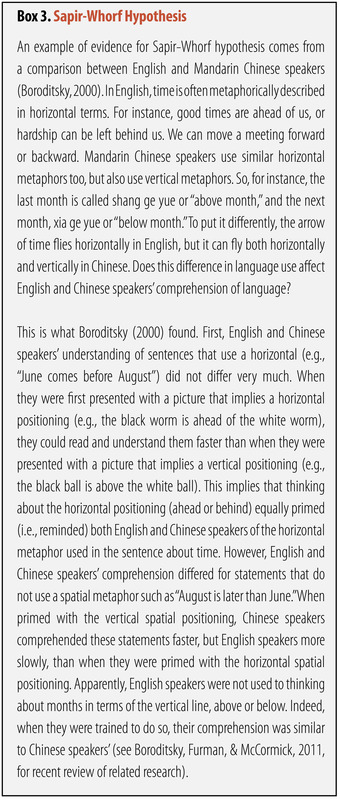 Box 3. Sapir-Whorf Hypothesis
An example of evidence for Sapir-Whorf hypothesis comes from
a comparison between English and Mandarin Chinese speakers
(Boroditsky, 2000). In English, time is often metaphorically described
in horizontal terms. For instance, good times are ahead of us, or
hardship can be left behind us. We can move a meeting forward
or backward. Mandarin Chinese speakers use similar horizontal
metaphors too, but also use vertical metaphors. So, for instance, the
last month is called shang ge yue or “above month,” and the next
month, xia ge yue or “below month.” To put it differently, the arrow
of time flies horizontally in English, but it can fly both horizontally
and vertically in Chinese. Does this difference in language use affect
English and Chinese speakers’ comprehension of language?
This is what Boroditsky (2000) found. First, English and Chinese
speakers’ understanding of sentences that use a horizontal (e.g.,
“June comes before August”) did not differ very much. When
they were first presented with a picture that implies a horizontal
positioning (e.g., the black worm is ahead of the white worm),
they could read and understand them faster than when they were
presented with a picture that implies a vertical positioning (e.g.,
the black ball is above the white ball). This implies that thinking
about the horizontal positioning (ahead or behind) equally primed
(i.e., reminded) both English and Chinese speakers of the horizontal
metaphor used in the sentence about time. However, English and
Chinese speakers’ comprehension differed for statements that do
not use a spatial metaphor such as “August is later than June.” When
primed with the vertical spatial positioning, Chinese speakers
comprehended these statements faster, but English speakers more
slowly, than when they were primed with the horizontal spatial
positioning. Apparently, English speakers were not used to thinking
about months in terms of the vertical line, above or below. Indeed,
when they were trained to do so, their comprehension was similar
to Chinese speakers’ (see Boroditsky, Furman, & McCormick, 2011,
for recent review of related research).